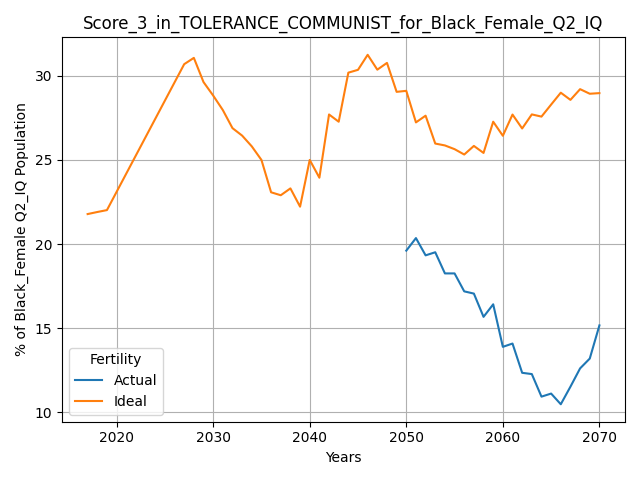 Score_3_in_TOLERANCE_COMMUNIST_for_Black_Female_Q2_IQ
% of Black_Female Q2_IQ Population
30
25
20
15
10
Fertility
Actual
Ideal
2020 2030 2040 2050 2060 2070
Years